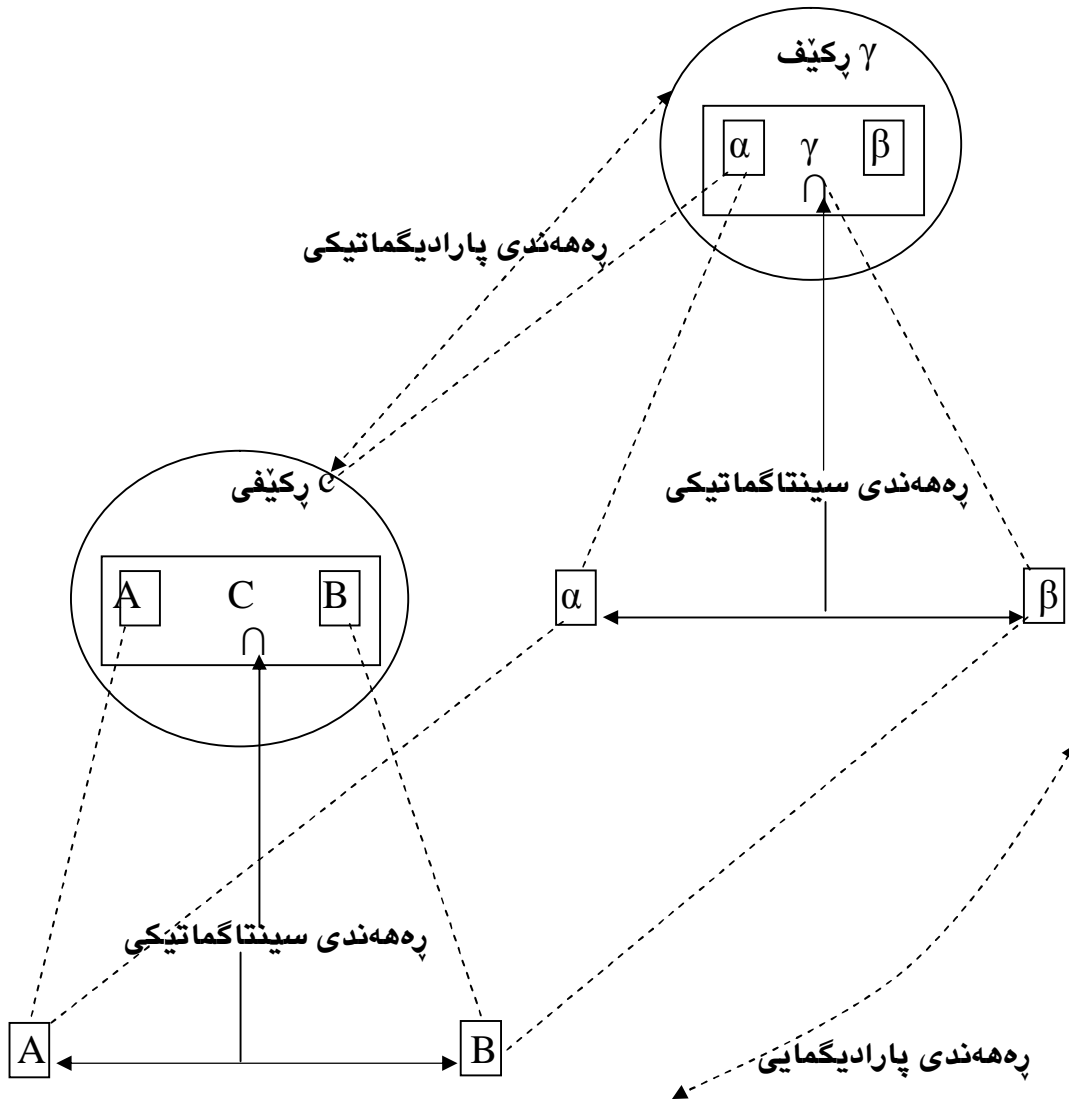 ڕکێف γ
α γ β
∩
ڕەهەندی پارادیگماتیکی
ڕکێفی c
ڕەهەندی سینتاگماتیکی
A C B
∩
α
β
ڕەهەندی سینتاگماتیکی
A
B
ڕەهەندی پارادیگمایی